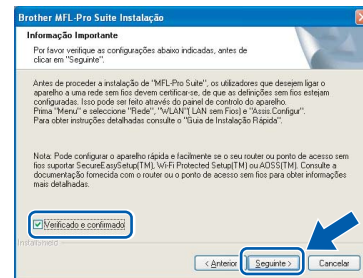 Brother MFL-Pro Suite Instalação
Informação Importante
Por favor verifique as configurações abaixo indicadas, antes de
clicar em "Seguinte".
Antes de proceder a instalação de "MFL-Pro Suite", os utilizadores que desejem ligar o
aparelho a uma rede sem fios devem certificar-se, de que as definições sem fios estejam
configuradas. Isso pode ser feito através do painel de controlo do aparelho.
Prima "Menu" e seleccione "Rede", "WLAN"( LAN sem Fios) e "Assis.Configur".
Para obter instruções detalhadas consulte o "Guia de Instalação Rápida".
Nota: Pode configurar o aparelho rápida e facilmente se o seu router ou ponto de acesso sem
fios suportar SecureEasySetup(TM), Wi-Fi Protected Setup(TM) ou AOSS(TM). Consulte a
documentação fornecida com o router ou o ponto de acesso sem fios para obter informações
mais detalhadas.
Verificado e confirmado
InstallShield
< Anterior Seguinte > Cancelar